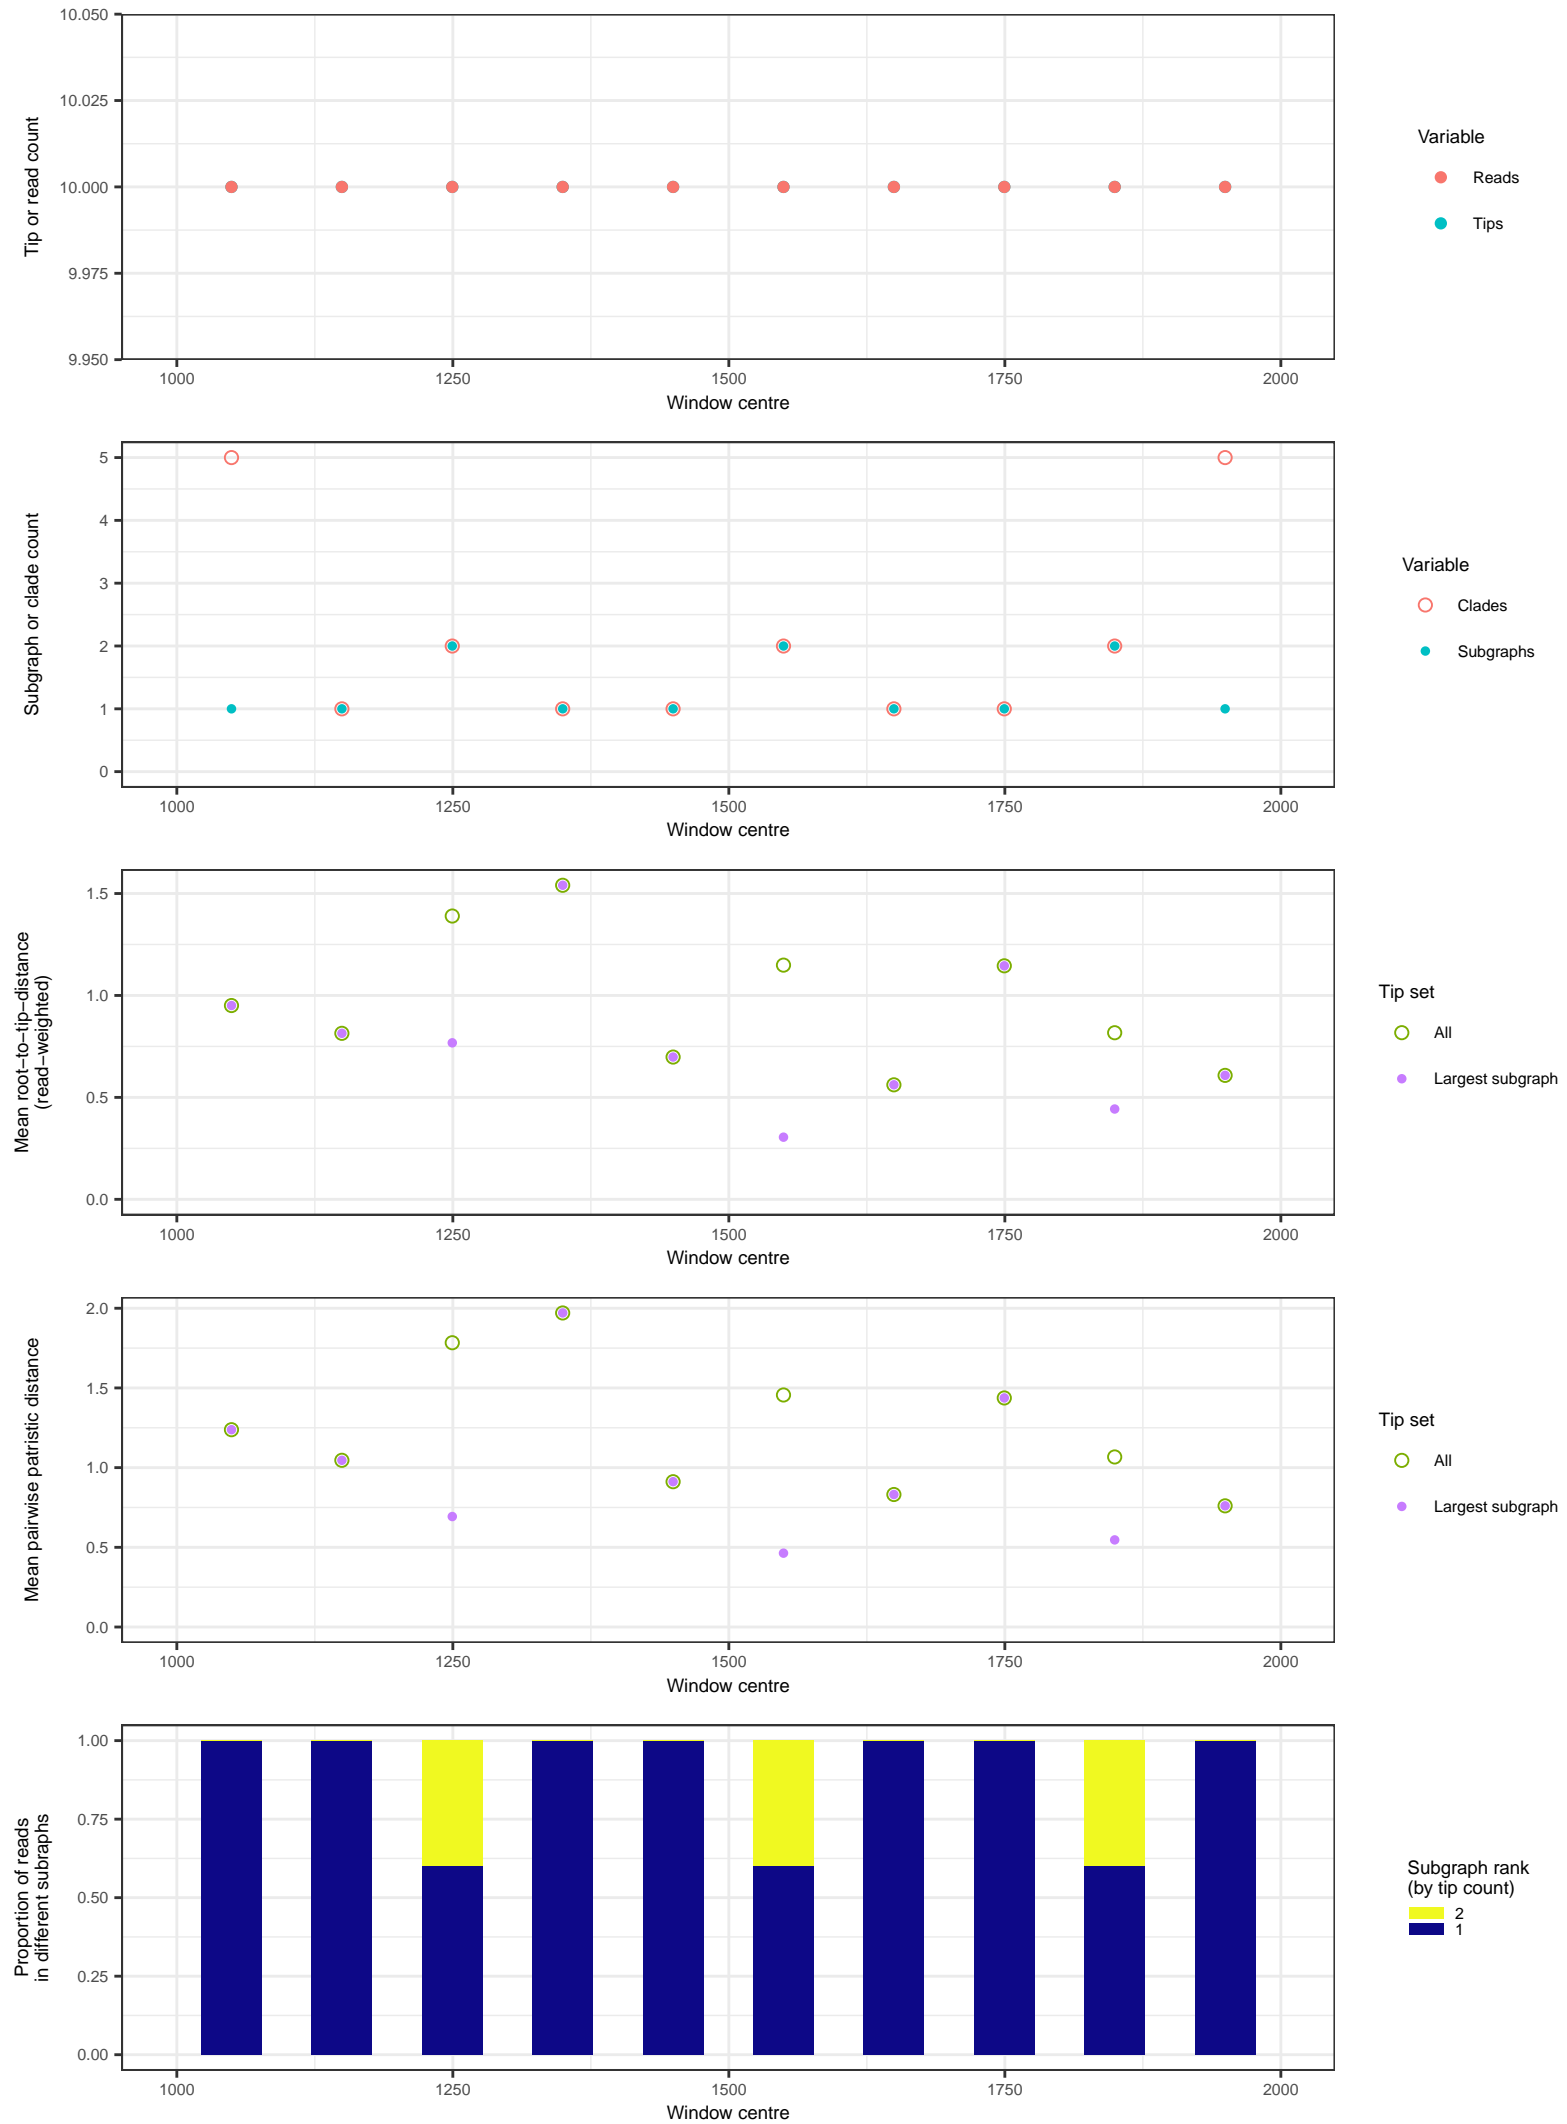 10.050
10.025
10.000
9.975
9.950
Tip or read count
1000 1250 1500 1750 2000
Window centre
Variable
Reads
Tips
5
4
3
2
1
0
Subgraph or clade count
1000 1250 1500 1750 2000
Window centre
Variable
Clades
Subgraphs
1.5
1.0
0.5
0.0
Mean root−to−tip−distance
(read−weighted)
1000 1250 1500 1750 2000
Window centre
Tip set
All
Largest subgraph
2.0
1.5
1.0
0.5
0.0
Mean pairwise patristic distance
1000 1250 1500 1750 2000
Window centre
Tip set
All
Largest subgraph
1.00
0.75
0.50
0.25
0.00
Proportion of reads
in different subraphs
1000 1250 1500 1750 2000
Window centre
Subgraph rank
(by tip count)
2
1